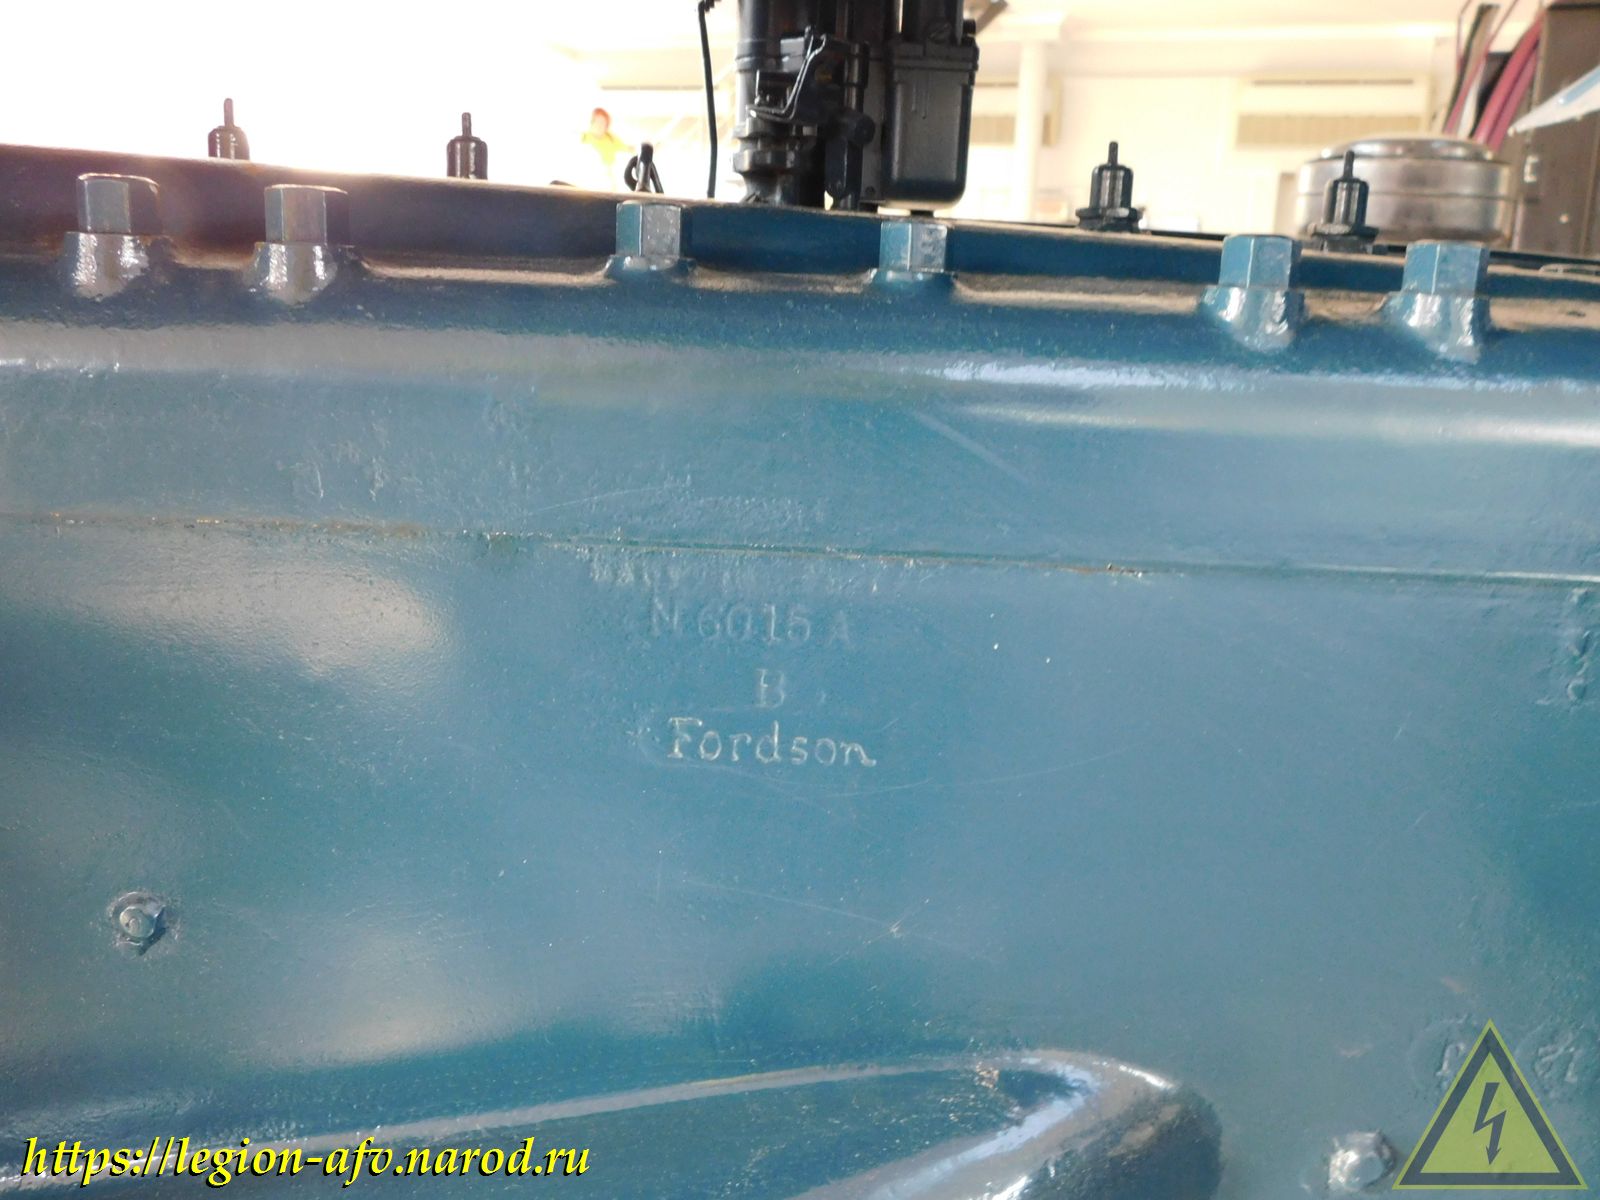 N 6015 A
B
Fordson
https://legion-afv.narod.ru